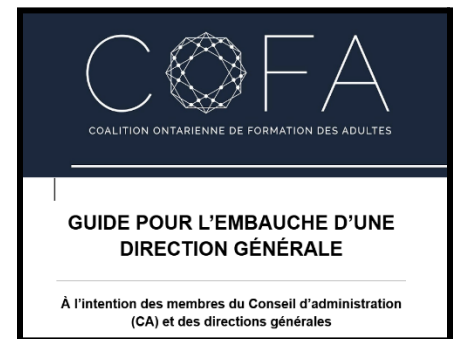 COFA
COALITION ONTARIENNE DE FORMATION DES ADULTES
GUIDE POUR L'EMBAUCHE D'UNE
DIRECTION GÉNÉRALE
À l'intention des membres du Conseil d'administration
(CA) et des directions générales